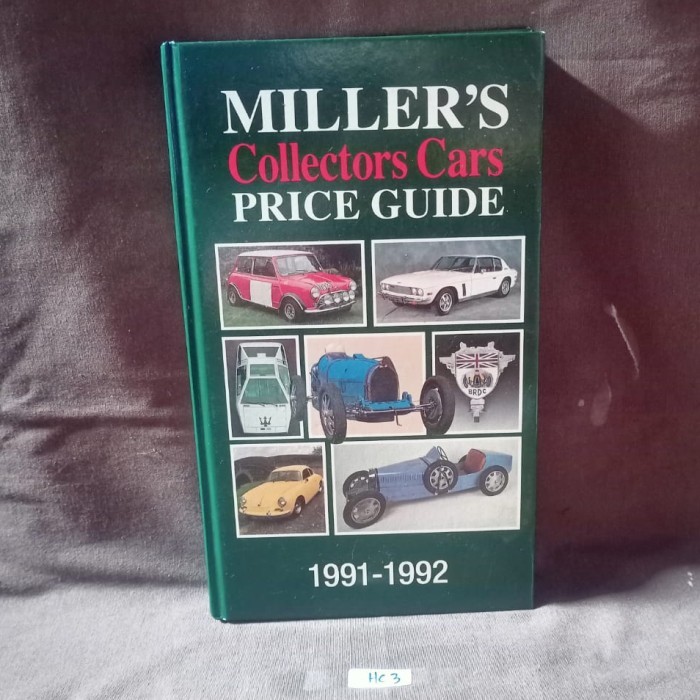 MILLER'S
Collectors Cars
PRICE GUIDE
BRDC
1991-1992
HC 3